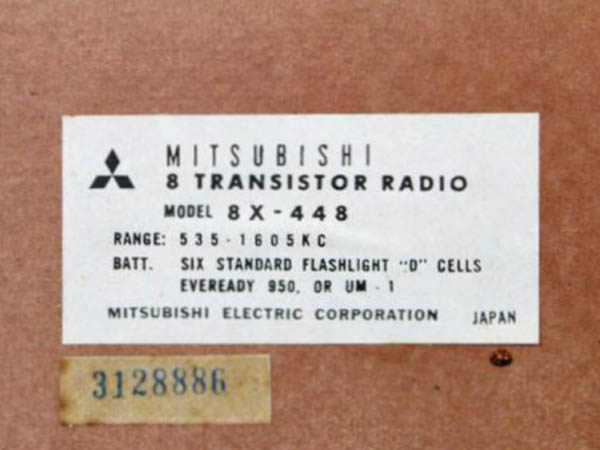 MITSUBISHI
8 TRANSISTOR RADIO
MODEL 8X-448
RANGE: 535-1605KC
BATT. SIX STANDARD FLASHLIGHT "D" CELLS
EVEREADY 950, OR UM-1
MITSUBISHI ELECTRIC CORPORATION JAPAN
3128886